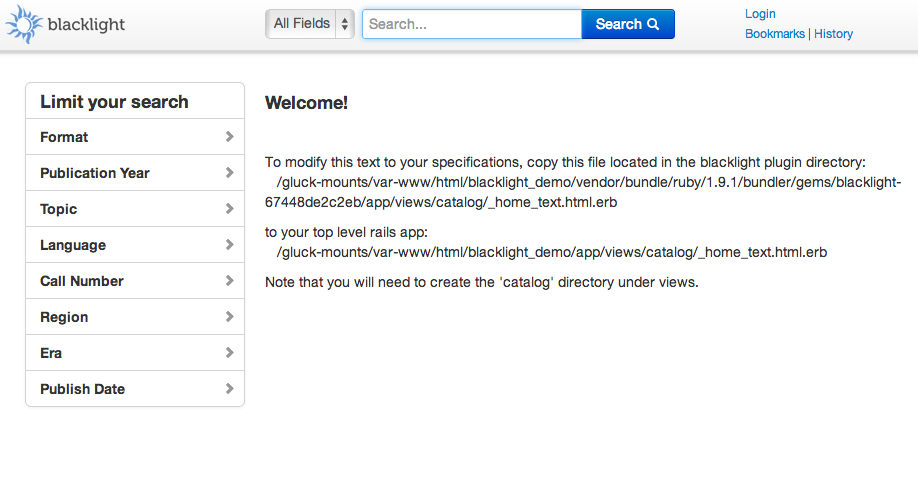 blacklight
All Fields
Search...
Search
Login
Bookmarks | History
Limit your search
Format
Publication Year
Topic
Language
Call Number
Region
Era
Publish Date
Welcome!
To modify this text to your specifications, copy this file located in the blacklight plugin directory:
/gluck-mounts/var-www/html/blacklight_demo/vendor/bundle/ruby/1.9.1/bundler/gems/blacklight-
67448de2c2eb/app/views/catalog/_home_text.html.erb
to your top level rails app:
/gluck-mounts/var-www/html/blacklight_demo/app/views/catalog/_home_text.html.erb
Note that you will need to create the 'catalog' directory under views.